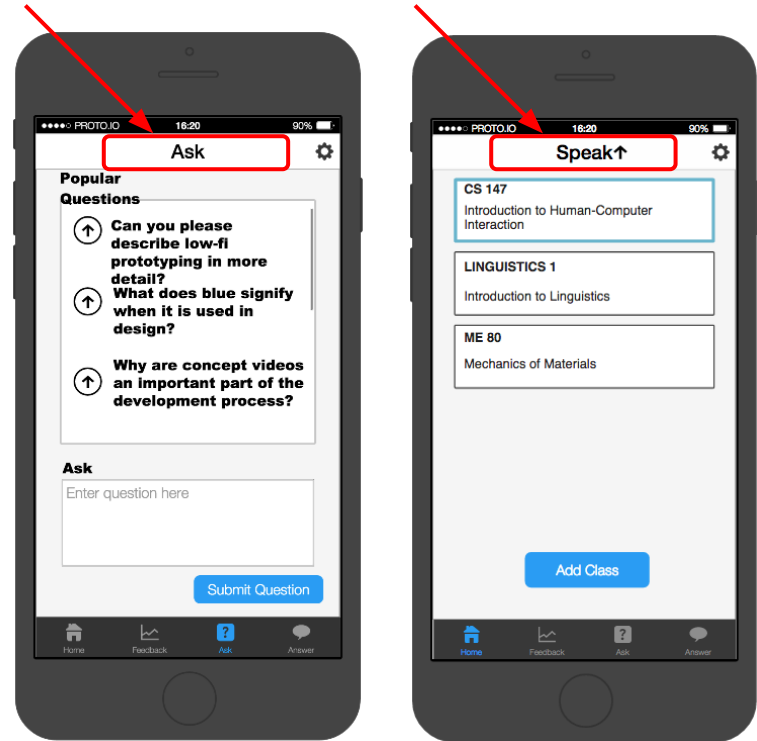 ●●●●○ PROTO.IO 16:20 90%
Ask
Popular
Questions
Can you please
describe low-fi
prototyping in more
detail?
What does blue signify
when it is used in
design?
Why are concept videos
an important part of the
development process?
Ask
Enter question here
Submit Question
Home Feedback Ask Answer
●●●●○ PROTO.IO 16:20 90%
Speak↑
CS 147
Introduction to Human-Computer
Interaction
LINGUISTICS 1
Introduction to Linguistics
ME 80
Mechanics of Materials
Add Class
Home Feedback Ask Answer